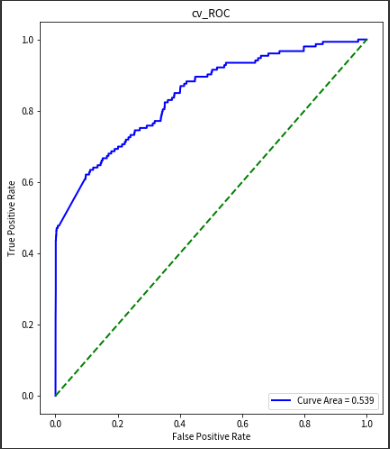 cv_ROC
1.0
0.8
0.6
0.4
0.2
0.0
True Positive Rate
0.0 0.2 0.4 0.6 0.8 1.0
False Positive Rate
Curve Area = 0.539